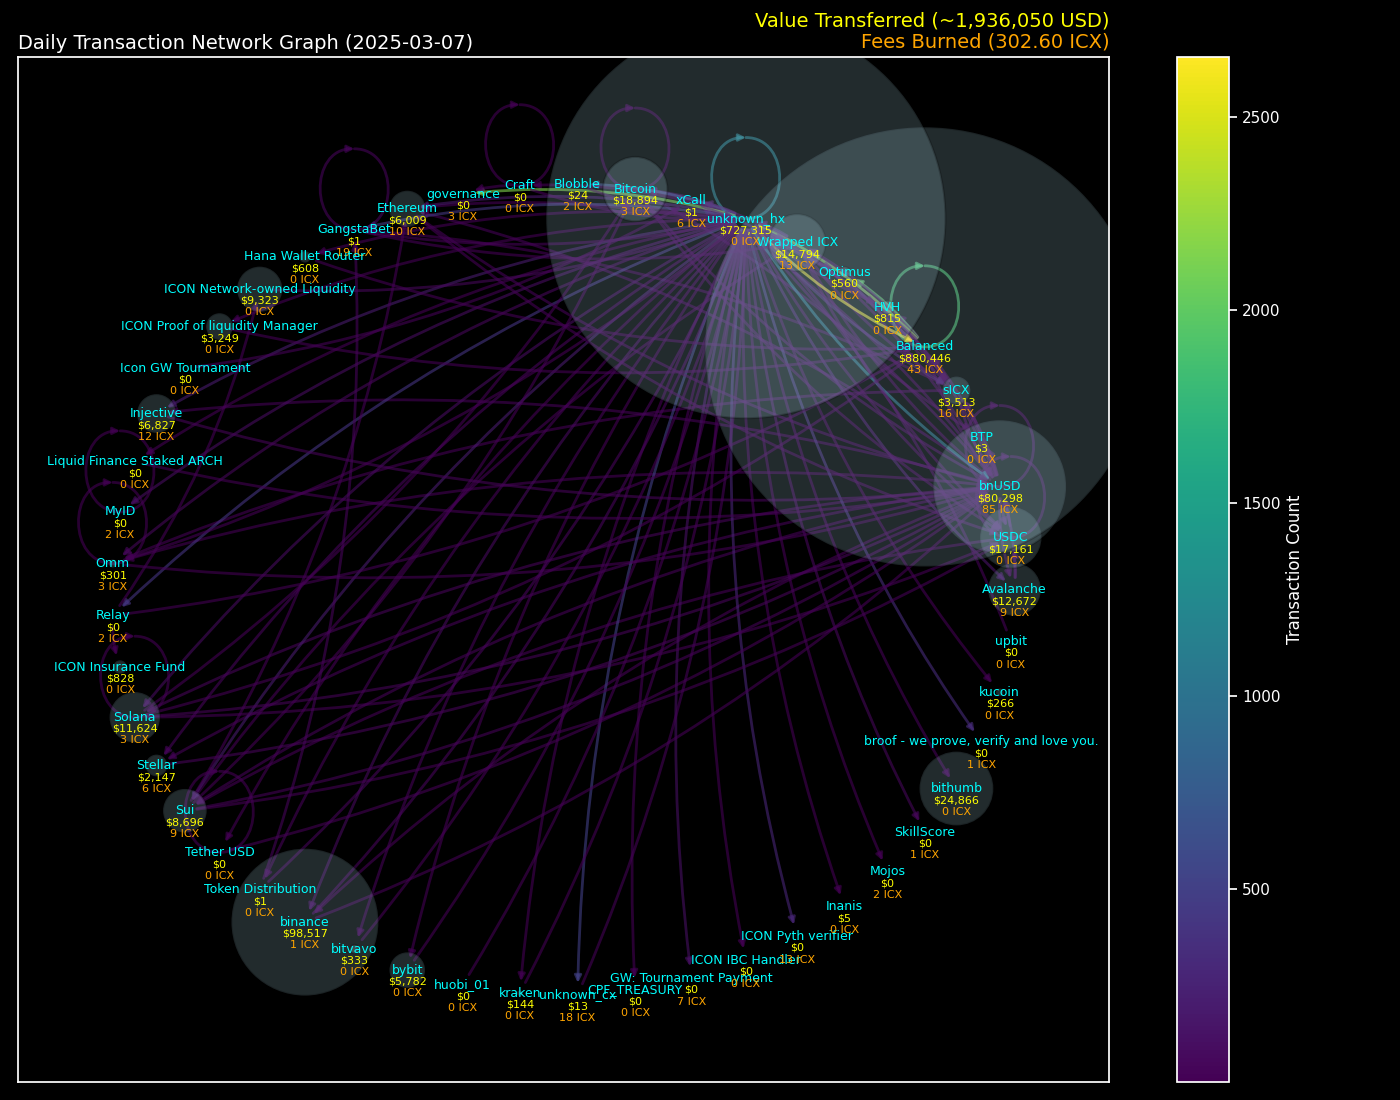 Value Transferred (~1,936,050 USD)
Daily Transaction Network Graph (2025-03-07)
Fees Burned (302.60 ICX)
Craft
$0
0 ICX
Blobble
$24
2 ICX
Bitcoin
$18,894
3 ICX
governance
$0
3 ICX
xCall
$1
6 ICX
Ethereum
$6,009
10 ICX
unknown_hx
$727,315
0 ICX
GangstaBet
$1
19 ICX
Wrapped ICX
$14,794
13 ICX
Hana Wallet Router
$608
0 ICX
Optimus
$560
0 ICX
ICON Network-owned Liquidity
$9,323
0 ICX
HVH
$815
0 ICX
ICON Proof of liquidity Manager
$3,249
0 ICX
Balanced
$880,446
43 ICX
Icon GW Tournament
$0
0 ICX
sICX
$3,513
16 ICX
Injective
$6,827
12 ICX
BTP
$3
0 ICX
Liquid Finance Staked ARCH
$0
0 ICX
bnUSD
$80,298
85 ICX
MyID
$0
2 ICX
USDC
$17,161
0 ICX
Omm
$301
3 ICX
Avalanche
$12,672
9 ICX
Relay
$0
2 ICX
upbit
$0
0 ICX
ICON Insurance Fund
$828
0 ICX
kucoin
$266
0 ICX
Solana
$11,624
3 ICX
broof - we prove, verify and love you.
$0
1 ICX
Stellar
$2,147
6 ICX
bithumb
$24,866
0 ICX
Sui
$8,696
9 ICX
SkillScore
$0
1 ICX
Tether USD
$0
0 ICX
Mojos
$0
2 ICX
Token Distribution
$1
0 ICX
Inanis
$5
0 ICX
binance
$98,517
1 ICX
ICON Pyth verifier
$0
bitvavo
$333
0 ICX
ICON IBC Handler
$0
0 ICX
bybit
$5,782
0 ICX
GW: Tournament Payment
$0
7 ICX
huobi_01
$0
0 ICX
kraken
$144
0 ICX
unknown_cx
$13
18 ICX
CPF_TREASURY
$0
0 ICX
2500
2000
1500
1000
500
Transaction Count